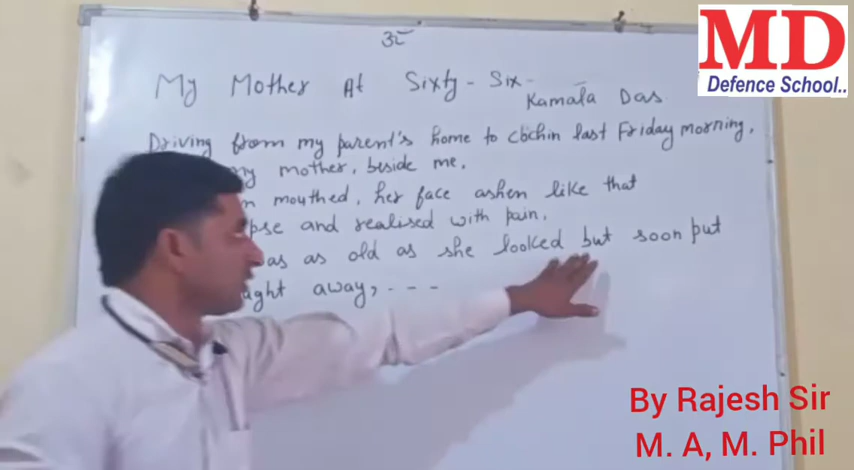 ॐ
My Mother At Sixty-Six-
Kamala Das
Driving from my parent's home to cochin last Friday morning,
my mother, beside me,
mouthed, her face ashen like that
and realised with pain,
was as old as she looked but soon put
away, - - -
MD
Defence School..
By Rajesh Sir
M. A, M. Phil